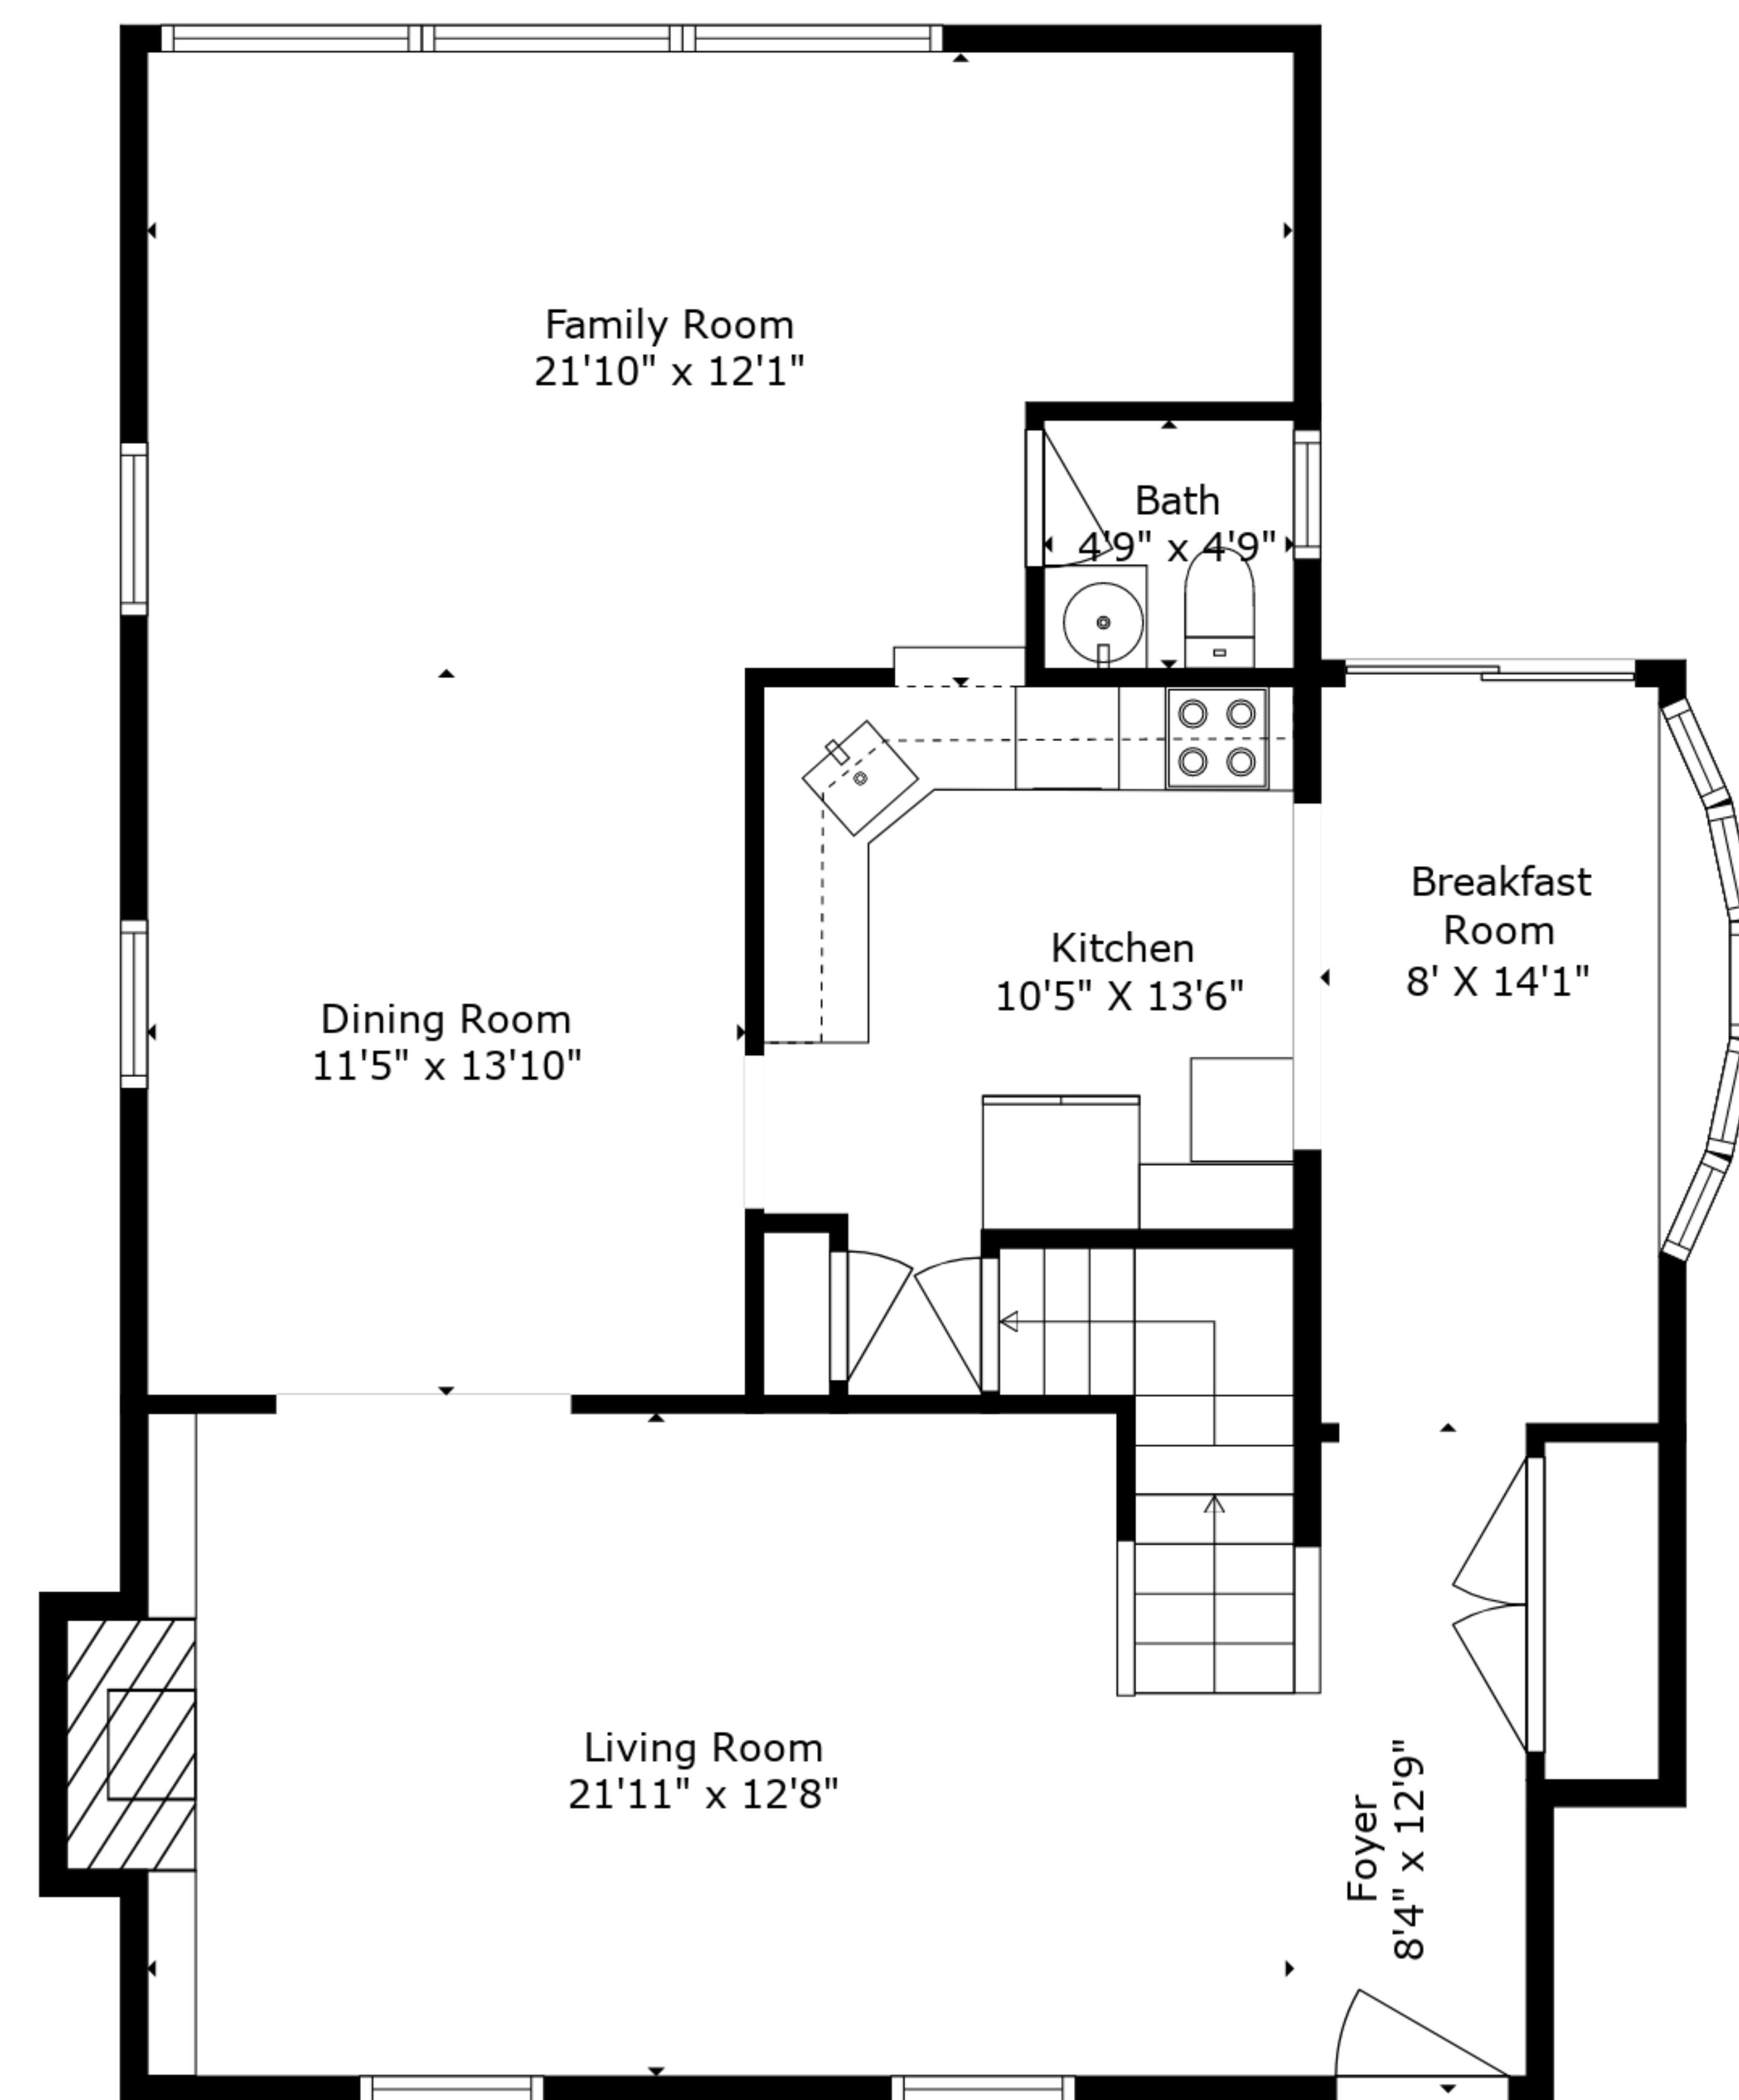 Family Room
21'10" x 12'1"
Bath
4'9" x 4'9"
Breakfast
Room
8' X 14'1"
Kitchen
10'5" X 13'6"
Dining Room
11'5" x 13'10"
Living Room
21'11" x 12'8"
Foyer
8'4" x 12'9"